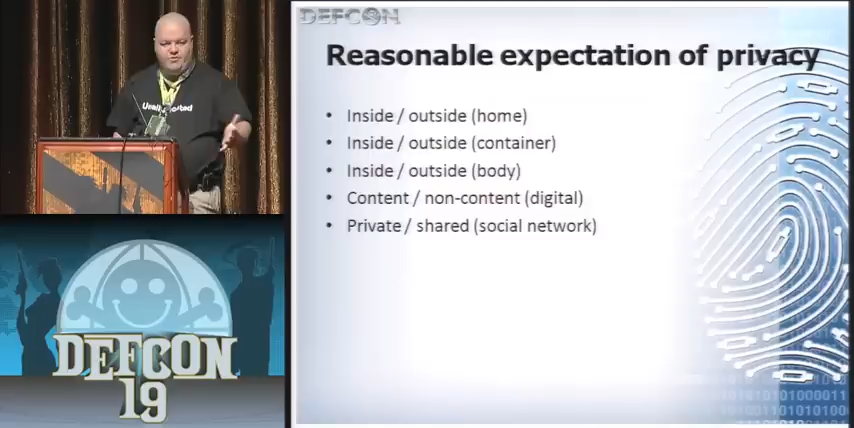 DEFCON
Reasonable expectation of privacy
• Inside / outside (home)
• Inside / outside (container)
• Inside / outside (body)
• Content / non-content (digital)
• Private / shared (social network)
DEFCON
19